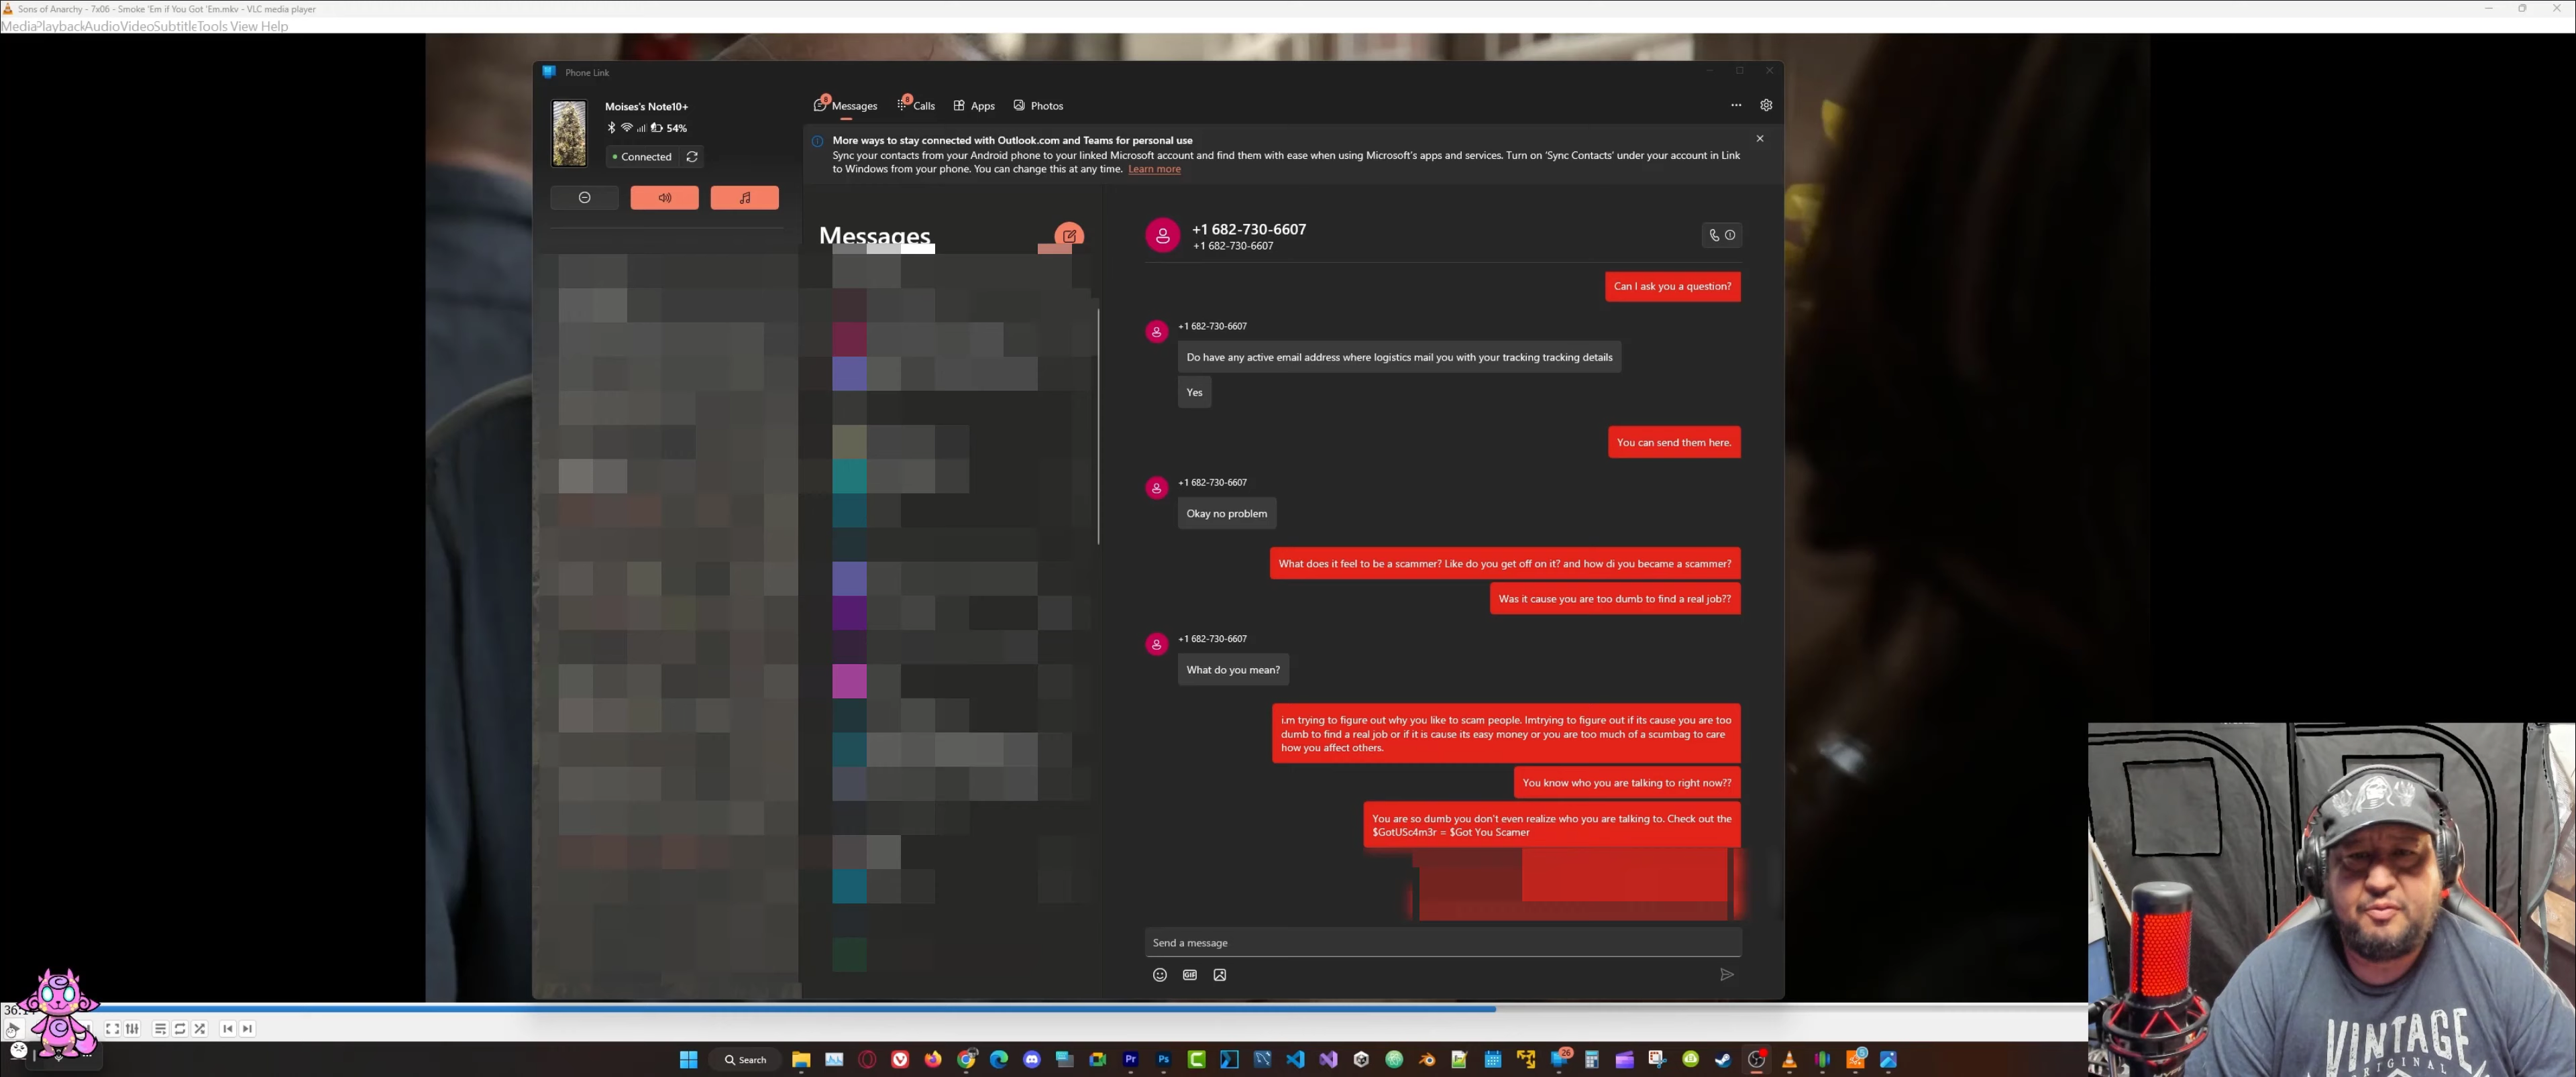 Sons of Anarchy - 7x06 - Smoke 'Em if You Got 'Em.mkv - VLC media player
Media Playback Audio Video Subtitle Tools View Help
Phone Link
Moises's Note10+
54%
Connected
Messages
Calls
Apps
Photos
More ways to stay connected with Outlook.com and Teams for personal use
Sync your contacts from your Android phone to your linked Microsoft account and find them with ease when using Microsoft's apps and services. Turn on 'Sync Contacts' under your account in Link
to Windows from your phone. You can change this at any time. Learn more
Messages
+1 682-730-6607
+1 682-730-6607
Can I ask you a question?
+1 682-730-6607
Do have any active email address where logistics mail you with your tracking tracking details
Yes
You can send them here.
+1 682-730-6607
Okay no problem
What does it feel to be a scammer? Like do you get off on it? and how di you became a scammer?
Was it cause you are too dumb to find a real job??
+1 682-730-6607
What do you mean?
i.m trying to figure out why you like to scam people. Imtrying to figure out if its cause you are too
dumb to find a real job or if it is cause its easy money or you are too much of a scumbag to care
how you affect others.
You know who you are talking to right now??
You are so dumb you don't even realize who you are talking to. Check out the
$GotUSc4m3r = $Got You Scamer
Send a message
GIF
Search
26
VINTAGE
ORIGINAL